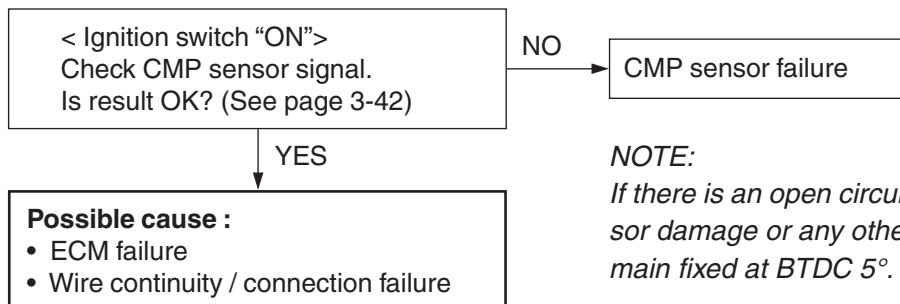 < Ignition switch “ON”>
Check CMP sensor signal.
Is result OK? (See page 3-42)
NO
CMP sensor failure
YES
NOTE:
If there is an open
sor damage or any
main fixed at BTDC 5°.
Possible cause :
• ECM failure
• Wire continuity / connection failure